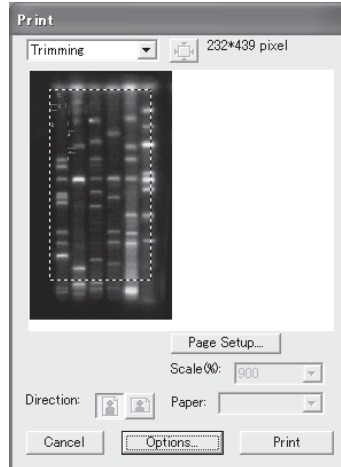 Print
Trimming
232*439 pixel
Page Setup...
Scale(%):
900
Direction:
Paper:
Cancel
Options...
Print